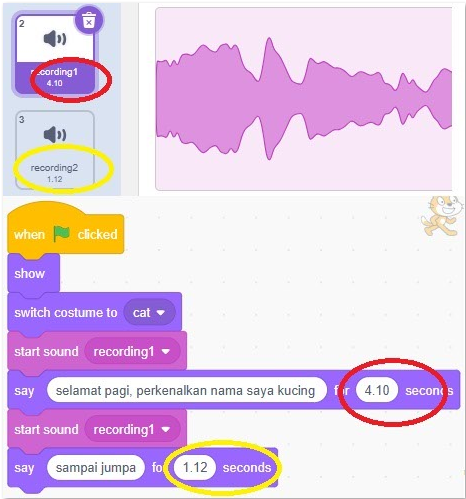 2
recording1
4.10
3
recording2
1.12
when clicked
show
switch costume to cat
start sound recording1
say selamat pagi, perkenalkan nama saya kucing for 4.10 seconds
start sound recording1
say sampai jumpa for 1.12 seconds